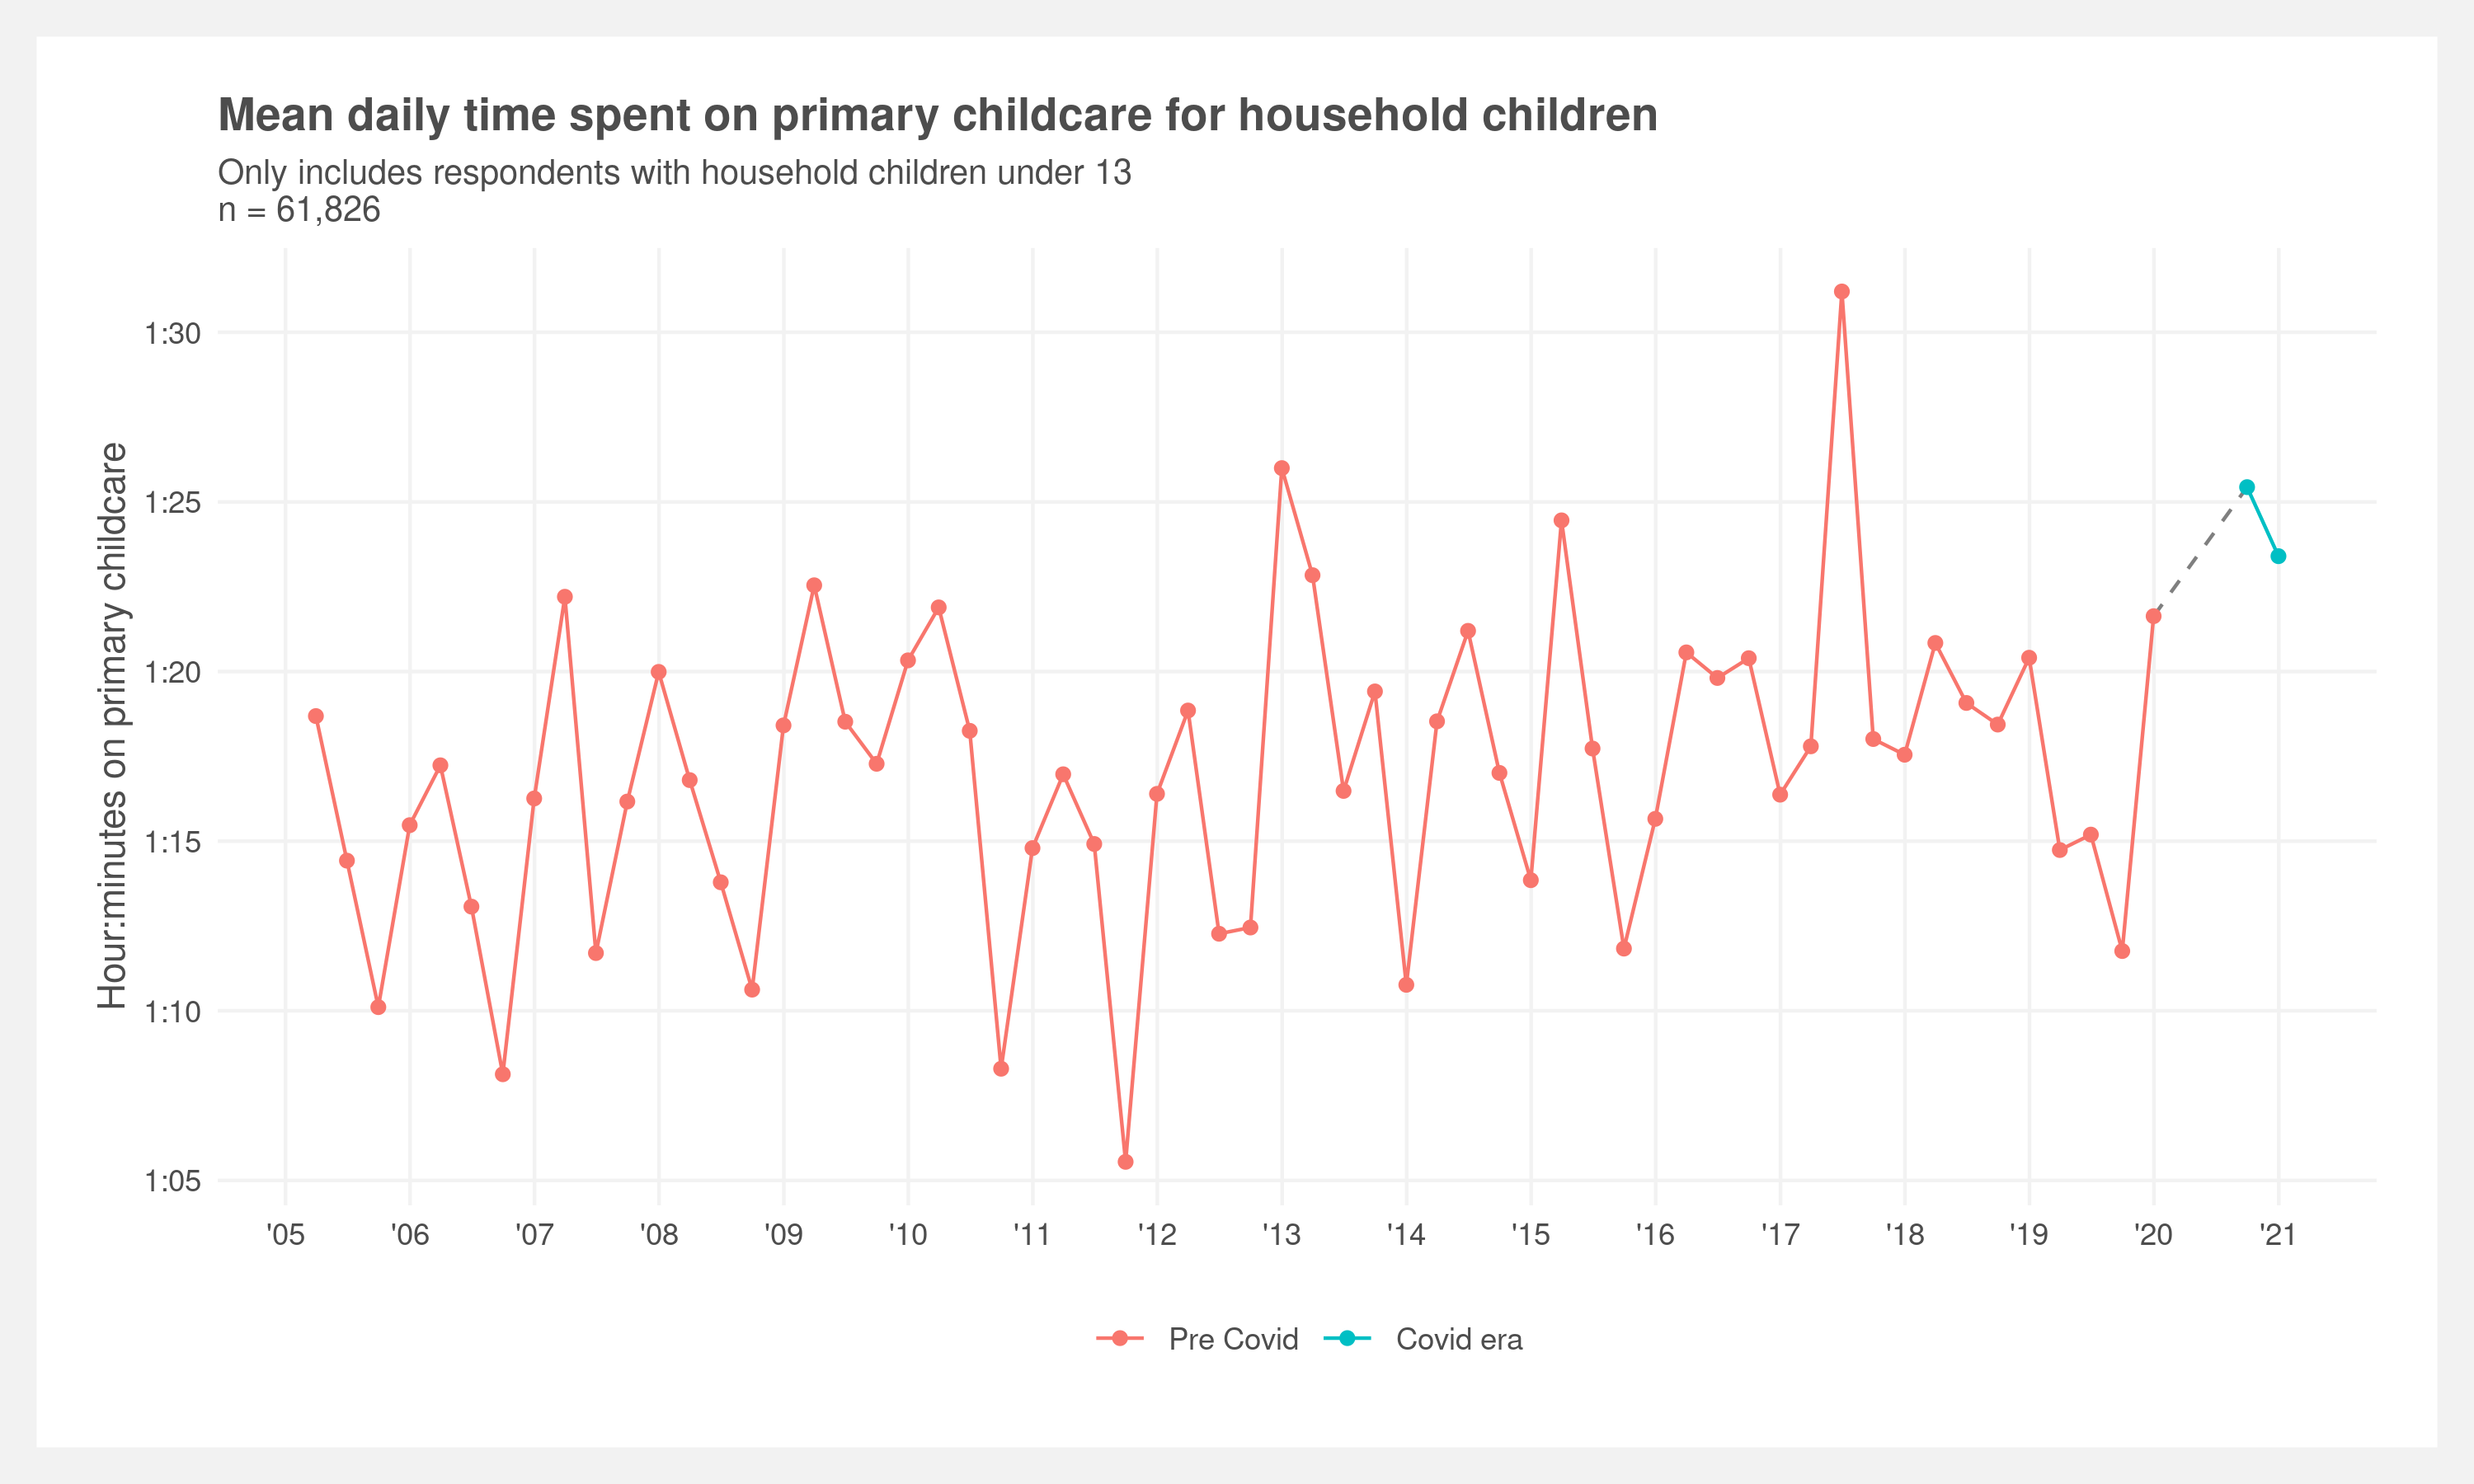 Mean daily time spent on primary childcare for household children
Only includes respondents with household children under 13
n = 61,826
Hour:minutes on primary childcare
1:30
1:25
1:20
1:15
1:10
1:05
'05 '06 '07 '08 '09 '10 '11 '12 '13 '14 '15 '16 '17 '18 '19 '20 '21
Pre Covid Covid era